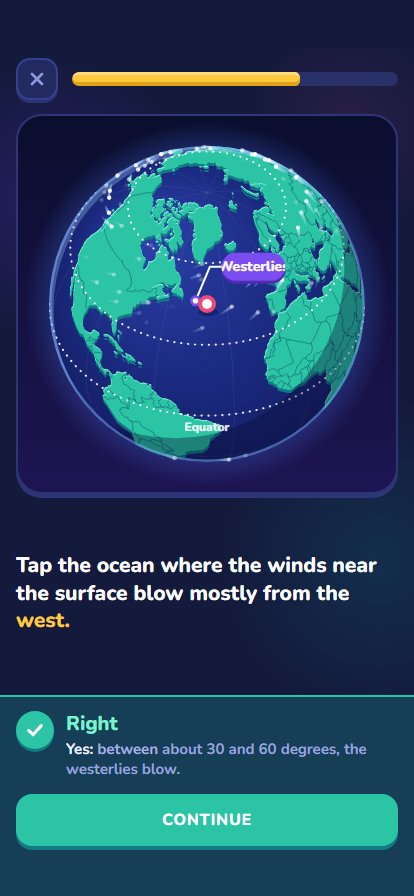 Westerlies
Equator
Tap the ocean where the winds near
the surface blow mostly from the
west.
Right
Yes: between about 30 and 60 degrees, the
westerlies blow.
CONTINUE